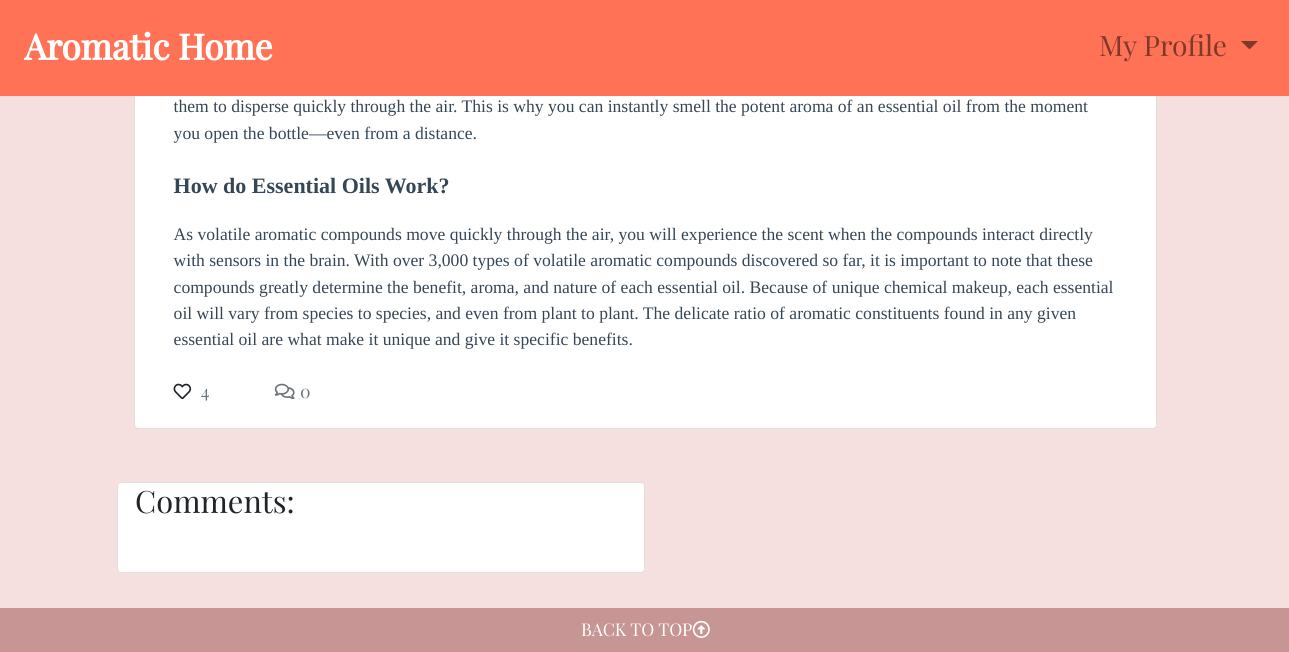 Aromatic Home
My Profile
them to disperse quickly through the air. This is why you can instantly smell the potent aroma of an essential oil from the moment
you open the bottle—even from a distance.
How do Essential Oils Work?
As volatile aromatic compounds move quickly through the air, you will experience the scent when the compounds interact directly
with sensors in the brain. With over 3,000 types of volatile aromatic compounds discovered so far, it is important to note that these
compounds greatly determine the benefit, aroma, and nature of each essential oil. Because of unique chemical makeup, each essential
oil will vary from species to species, and even from plant to plant. The delicate ratio of aromatic constituents found in any given
essential oil are what make it unique and give it specific benefits.
4 0
Comments:
BACK TO TOP